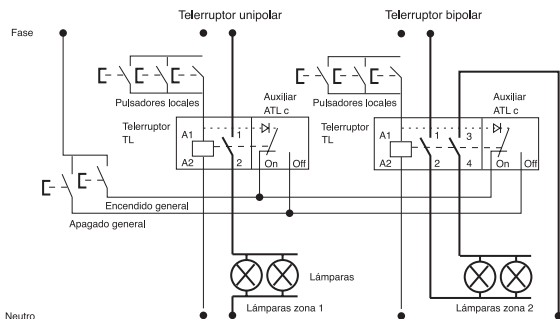 Telerruptor unipolar
Telerruptor bipolar
Fase
Pulsadores locales
Auxiliar
ATL c
Telerruptor
TL
A1
1
A2
2
On
Off
Pulsadores locales
Auxiliar
ATL c
Telerruptor
TL
A1
1
3
A2
2
4
On
Off
Encendido general
Apagado general
Lámparas
Lámparas zona 1
Lámparas zona 2
Neutro